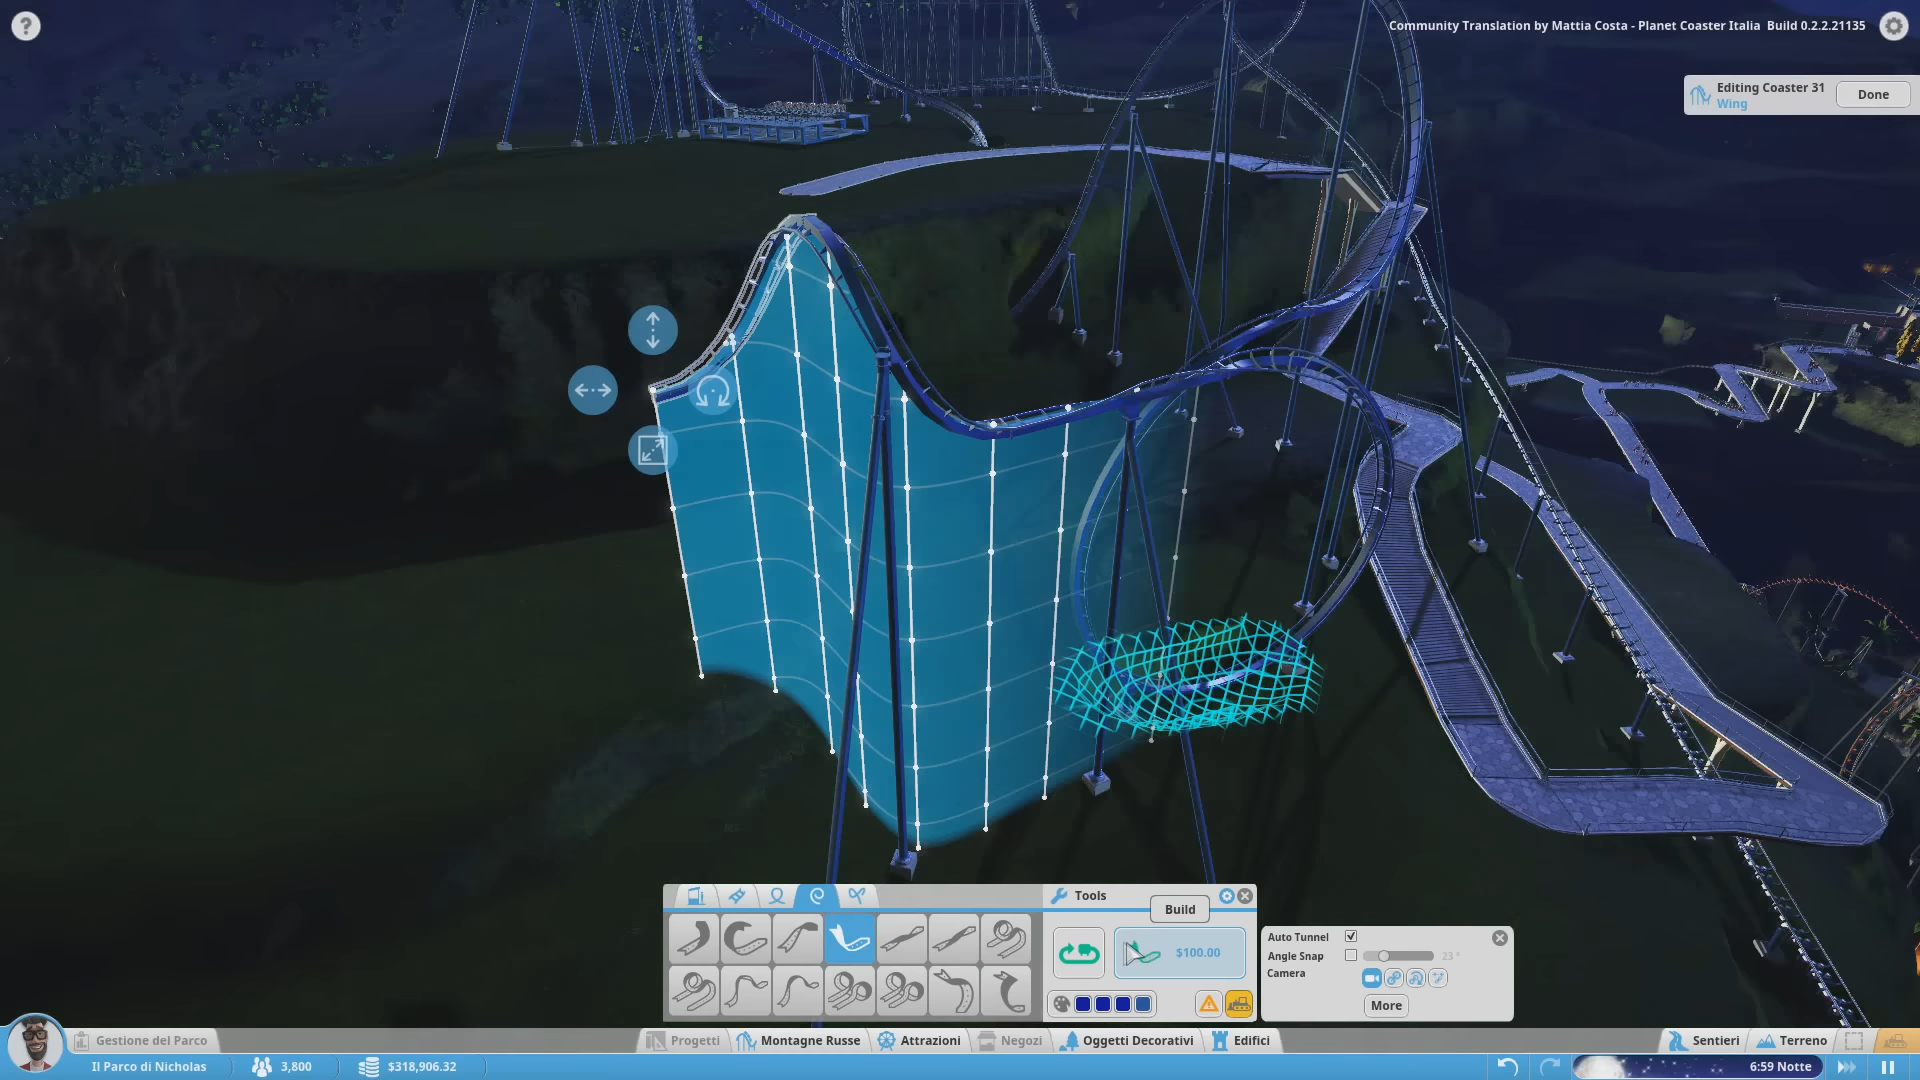 ?
Community Translation by Mattia Costa - Planet Coaster Italia Build 0.2.2.21135
Editing Coaster 31
Wing
Done
Tools
Build
$100.00
Auto Tunnel
Angle Snap
23 °
Camera
More
Gestione del Parco
Progetti
Montagne Russe
Attrazioni
Negozi
Oggetti Decorativi
Edifici
Sentieri
Terreno
Il Parco di Nicholas
3,800
$318,906.32
6:59 Notte